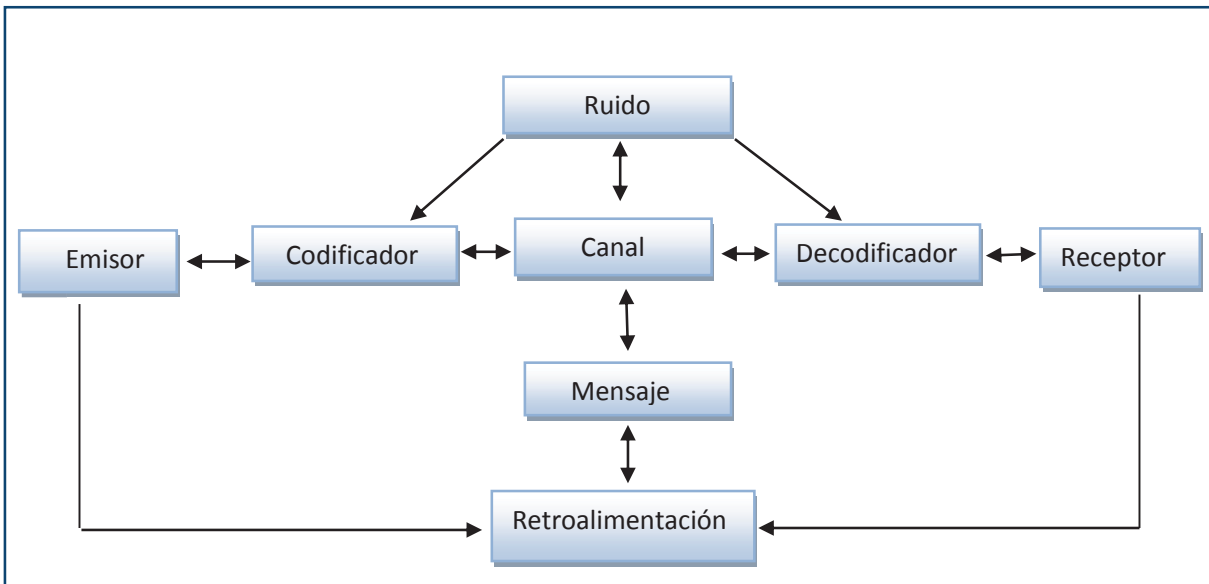 Ruido
Emisor
Codificador
Canal
Decodificador
Receptor
Mensaje
Retroalimentación